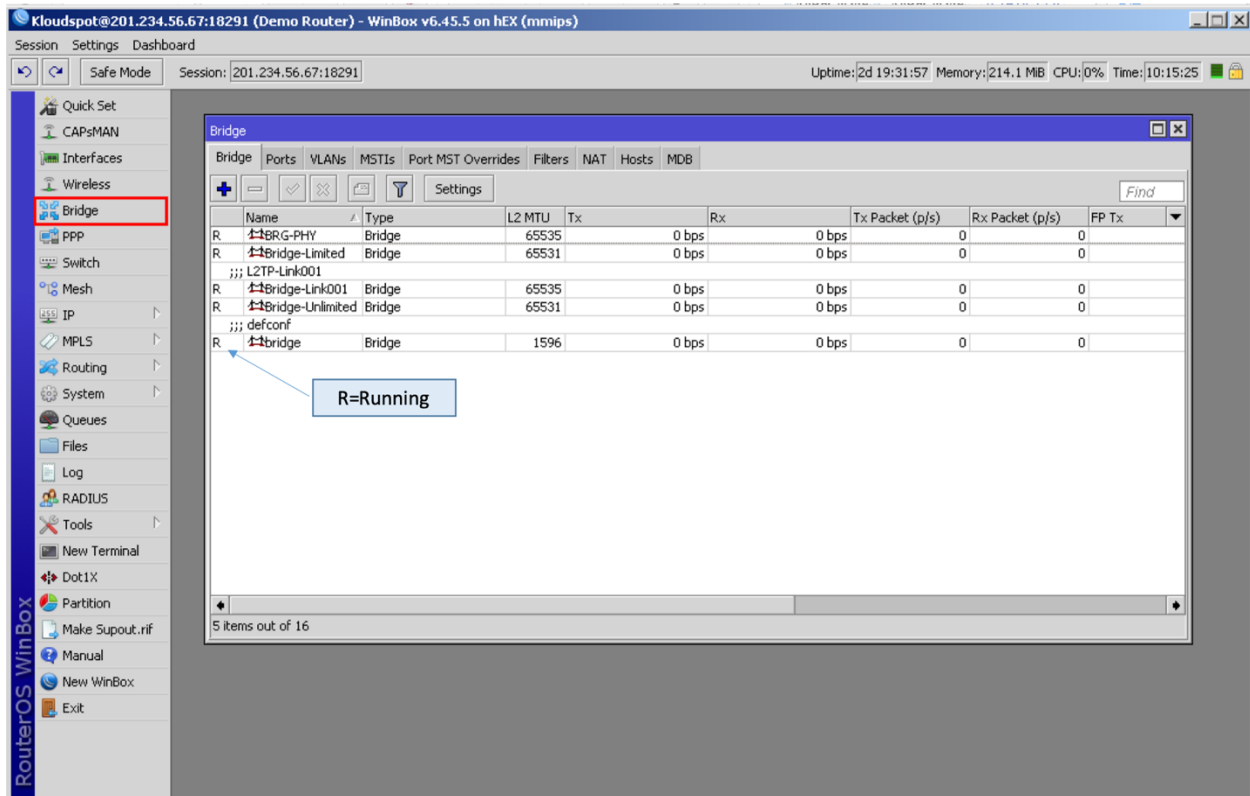 Kloudspot@201.234.56.67:18291 (Demo Router) - WinBox v6.45.5 on hEX (mmips)
Session Settings Dashboard
Safe Mode Session: 201.234.56.67:18291 Uptime: 2d 19:31:57 Memory: 214.1 MiB CPU: 0% Time: 10:15:25
Quick Set
CAPsMAN
Interfaces
Wireless
Bridge
PPP
Switch
Mesh
IP
MPLS
Routing
System
Queues
Files
Log
RADIUS
Tools
New Terminal
Dot1X
Partition
Make Supout.rif
Manual
New WinBox
Exit
RouterOS WinBox
Bridge
Bridge Ports VLANs MSTIs Port MST Overrides Filters NAT Hosts MDB
Settings Find
Name Type L2 MTU Tx Rx Tx Packet (p/s) Rx Packet (p/s) FP Tx
R BRG-PHY Bridge 65535 0 bps 0 bps 0 0
R Bridge-Limited Bridge 65531 0 bps 0 bps 0 0
;;; L2TP-Link001
R Bridge-Link001 Bridge 65535 0 bps 0 bps 0 0
R Bridge-Unlimited Bridge 65531 0 bps 0 bps 0 0
;;; defconf
R bridge Bridge 1596 0 bps 0 bps 0 0
R=Running
5 items out of 16